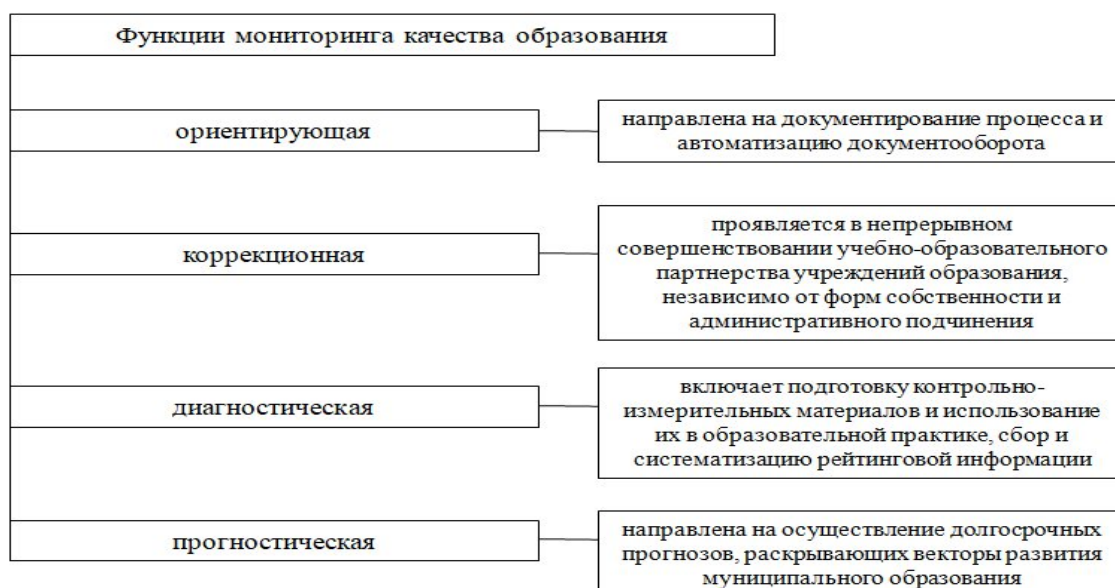 Функции мониторинга качества образования
ориентирующая
направлена на документирование процесса и
автоматизацию документооборота
коррекционная
проявляется в непрерывном
совершенствовании учебно-образовательного
партнерства учреждений образования,
независимо от форм собственности и
административного подчинения
диагностическая
включает подготовку контрольно-
измерительных материалов и использование
их в образовательной практике, сбор и
систематизацию рейтинговой информации
прогностическая
направлена на осуществление долгосрочных
прогнозов, раскрывающих векторы развития
муниципального образования